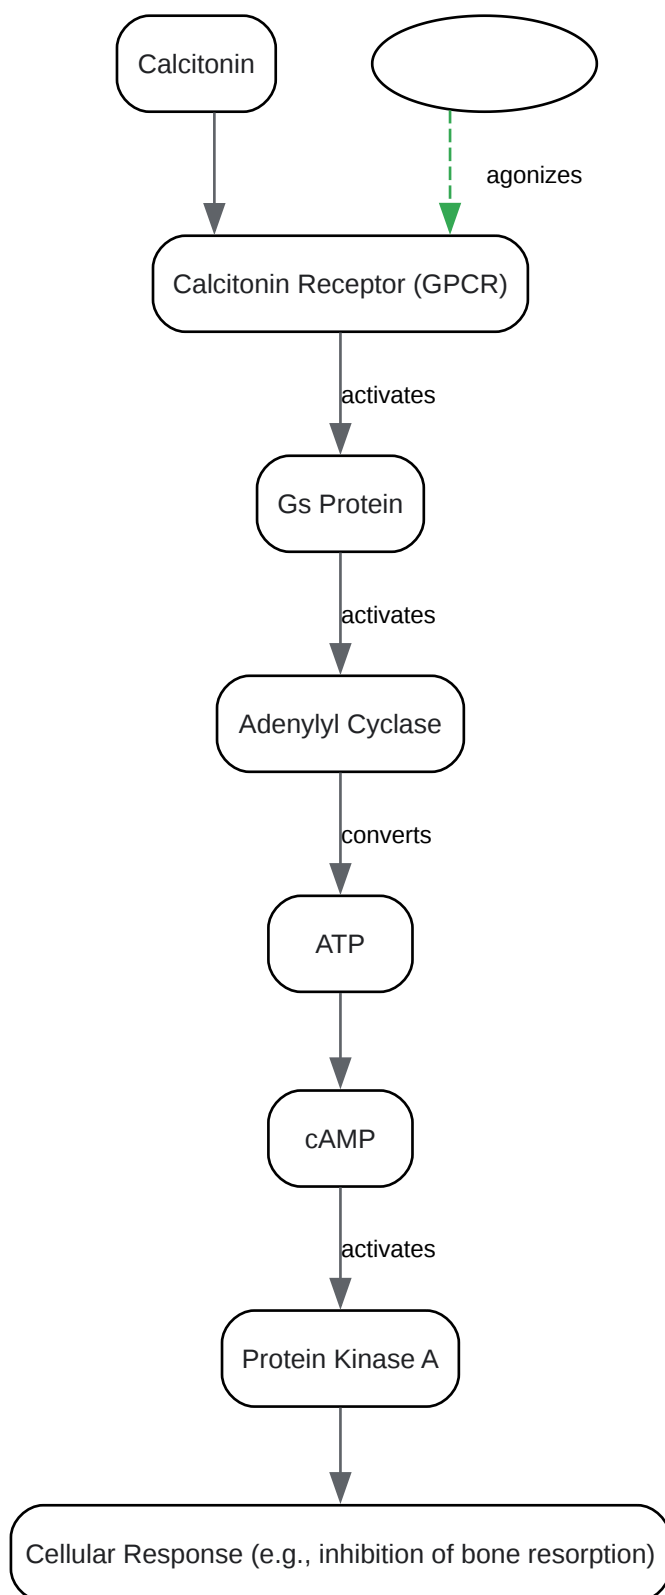 Calcitonin
agonizes
Calcitonin Receptor (GPCR)
activates
Gs Protein
activates
Adenylyl Cyclase
converts
ATP
cAMP
activates
Protein Kinase A
Cellular Response (e.g., inhibition of bone resorption)